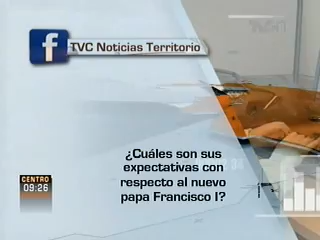 TVC Noticias Territorio
¿Cuáles son sus
expectativas con
respecto al nuevo
papa Francisco I?
CENTRO
09:26